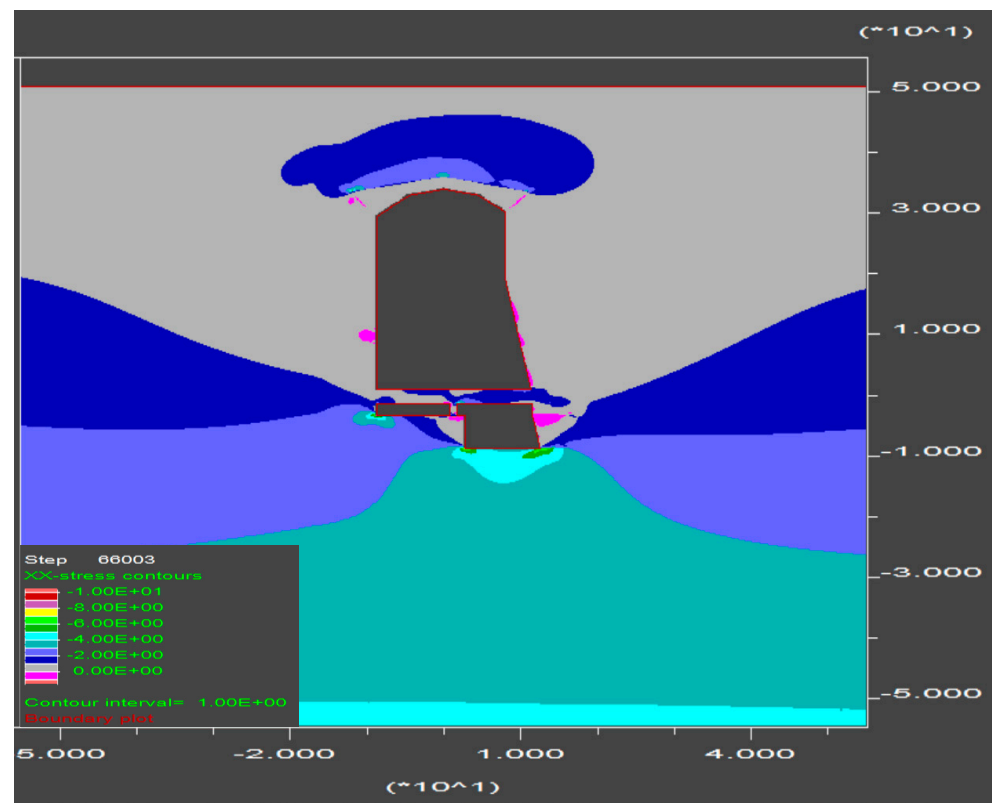 (*10^1)
5.000
3.000
1.000
-1.000
-3.000
-5.000
Step 66003
XX-stress contours
-1.00E+01
-8.00E+00
-6.00E+00
-4.00E+00
-2.00E+00
0.00E+00
Contour interval= 1.00E+00
Boundary plot
5.000 -2.000 1.000 4.000
(*10^1)